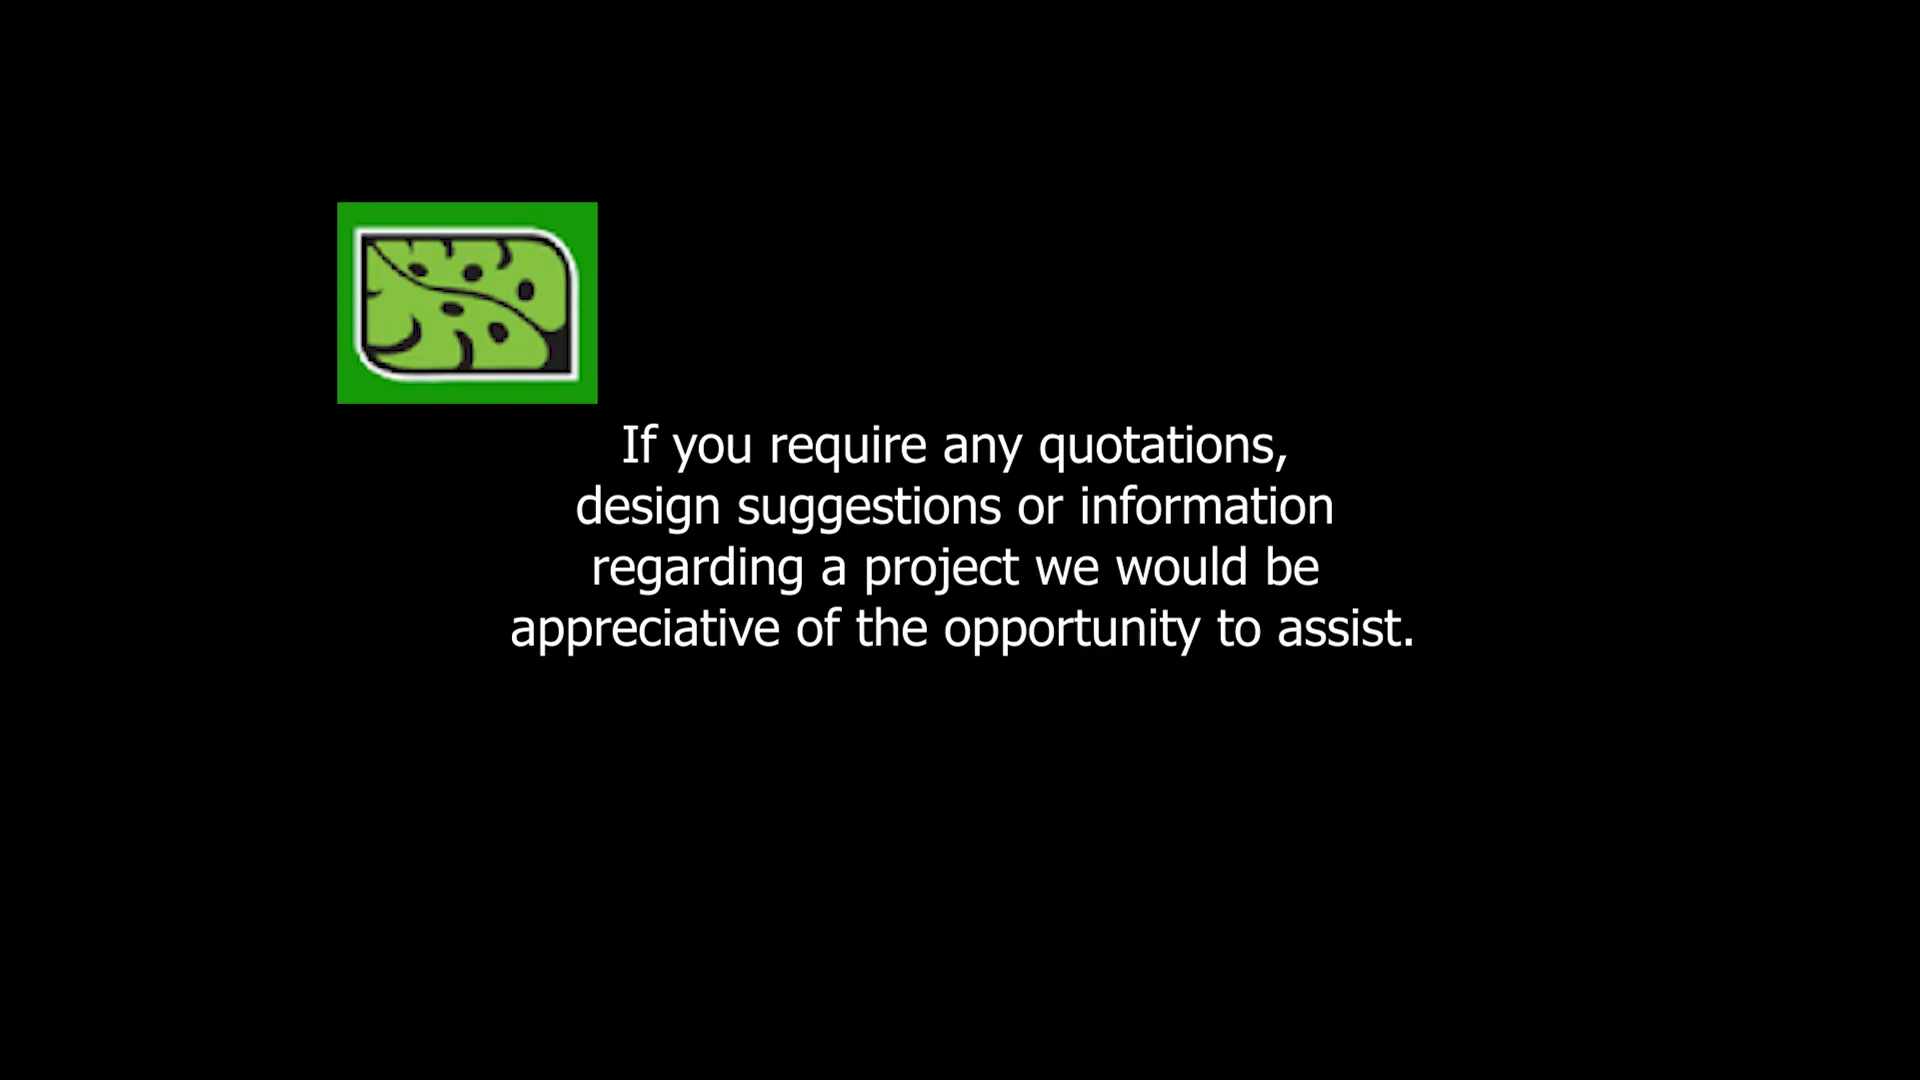 If you require any quotations,
design suggestions or information
regarding a project we would be
appreciative of the opportunity to assist.